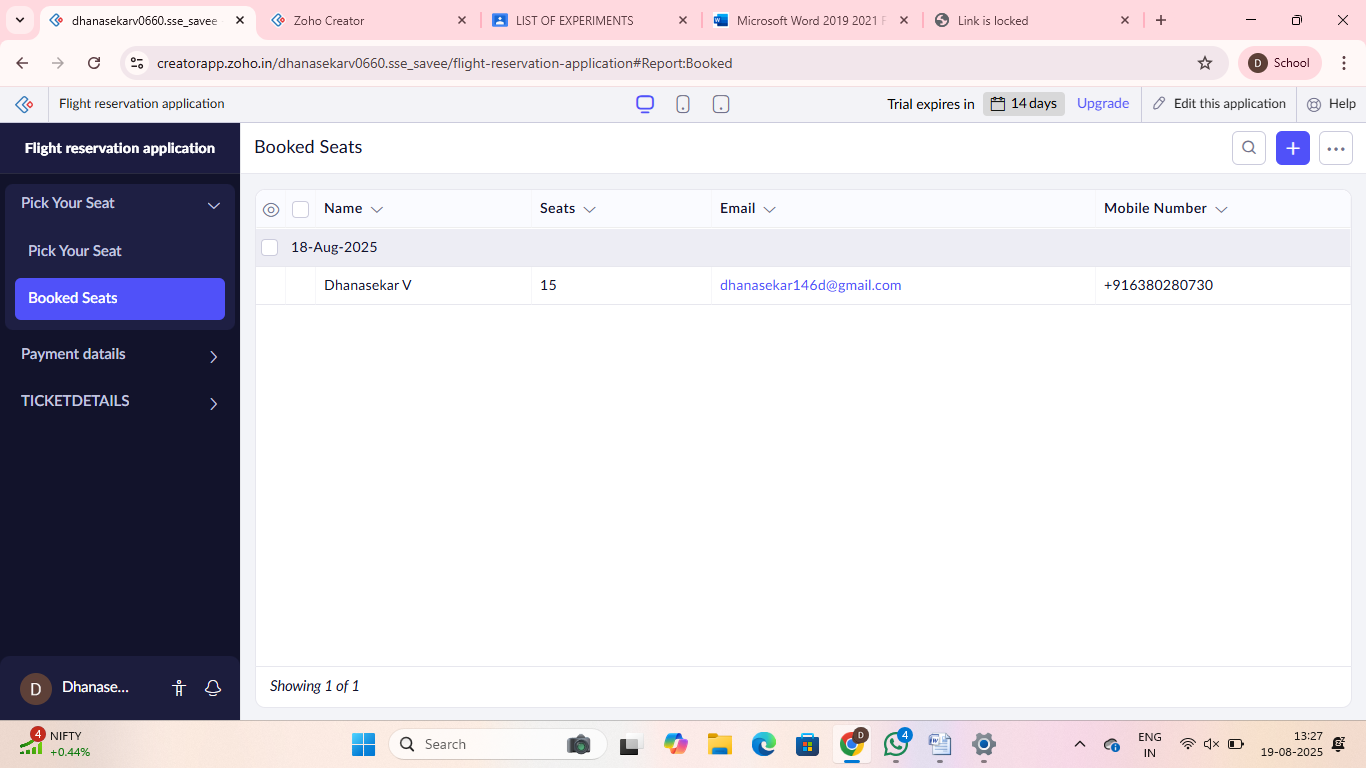 dhanasekarv0660.sse_savee
Zoho Creator
LIST OF EXPERIMENTS
Microsoft Word 2019 2021 F
Link is locked
creatorapp.zoho.in/dhanasekarv0660.sse_savee/flight-reservation-application#Report:Booked
D School
Flight reservation application
Trial expires in 14 days Upgrade Edit this application Help
Flight reservation application
Booked Seats
Pick Your Seat
Pick Your Seat
Booked Seats
Payment datails
TICKETDETAILS
Name Seats Email Mobile Number
18-Aug-2025
Dhanasekar V 15 dhanasekar146d@gmail.com +916380280730
Showing 1 of 1
D Dhanase...
4 NIFTY
+0.44%
Search
D
4
ENG
IN
13:27
19-08-2025